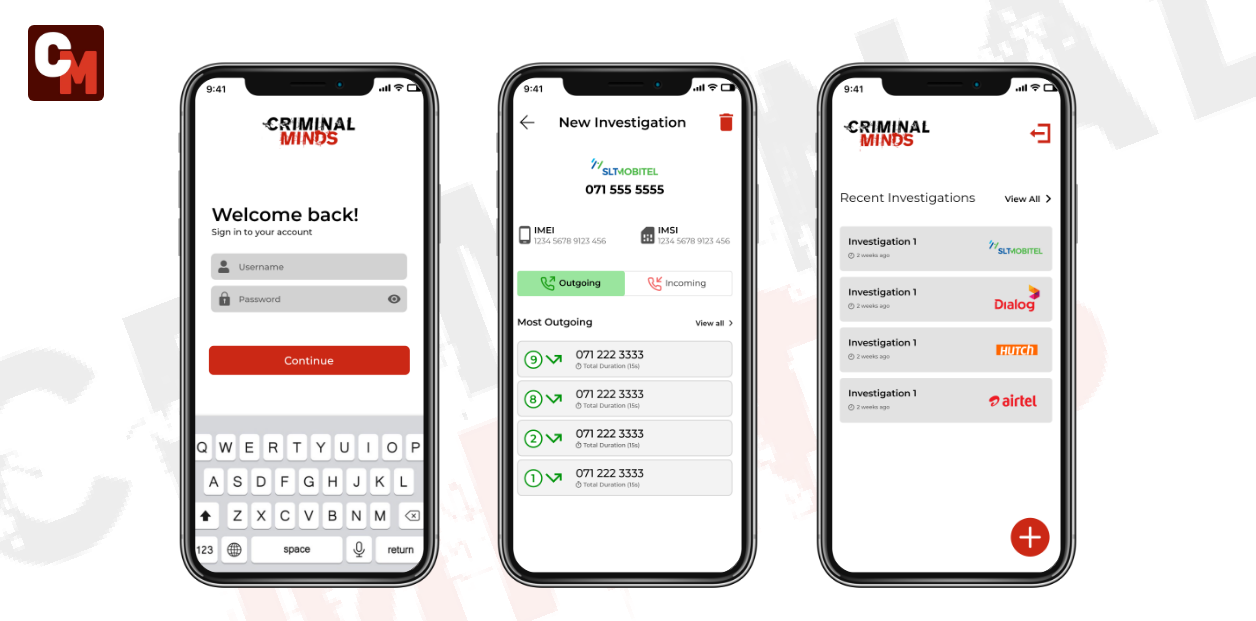 CM
9:41
CRIMINAL
MINDS
Welcome back!
Sign in to your account
Username
Password
Continue
Q W E R T Y U I O P
A S D F G H J K L
Z X C V B N M
123 space return
9:41
New Investigation
SLTMOBITEL
071 555 5555
IMEI
1234 5678 9123 456
IMSI
1234 5678 9123 456
Outgoing Incoming
Most Outgoing View all
9 071 222 3333
Total Duration (15s)
8 071 222 3333
Total Duration (15s)
2 071 222 3333
Total Duration (15s)
1 071 222 3333
Total Duration (15s)
9:41
CRIMINAL
MINDS
Recent Investigations View All
Investigation 1
2 weeks ago
SLTMOBITEL
Investigation 1
2 weeks ago
Dialog
Investigation 1
2 weeks ago
HUTCH
Investigation 1
2 weeks ago
airtel
CRIMINAL